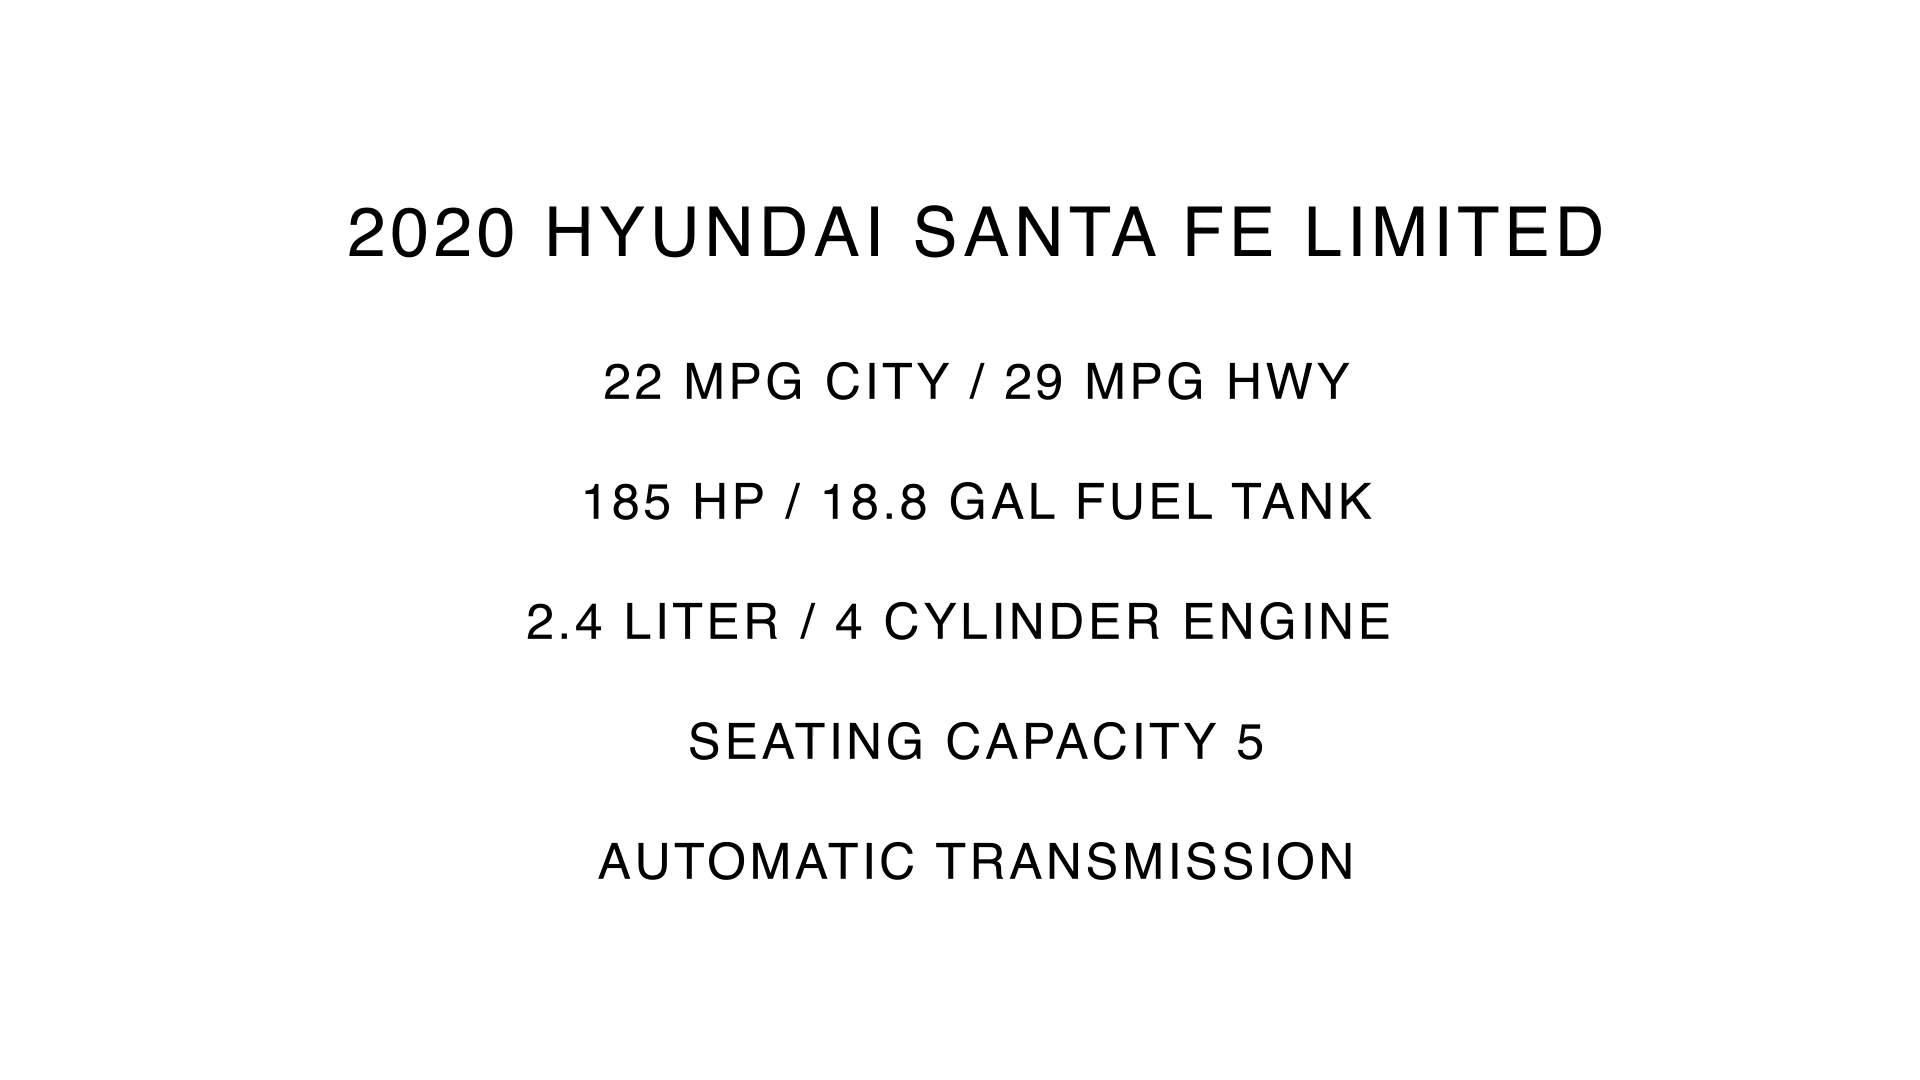 2020 HYUNDAI SANTA FE LIMITED
22 MPG CITY / 29 MPG HWY
185 HP / 18.8 GAL FUEL TANK
2.4 LITER / 4 CYLINDER ENGINE
SEATING CAPACITY 5
AUTOMATIC TRANSMISSION